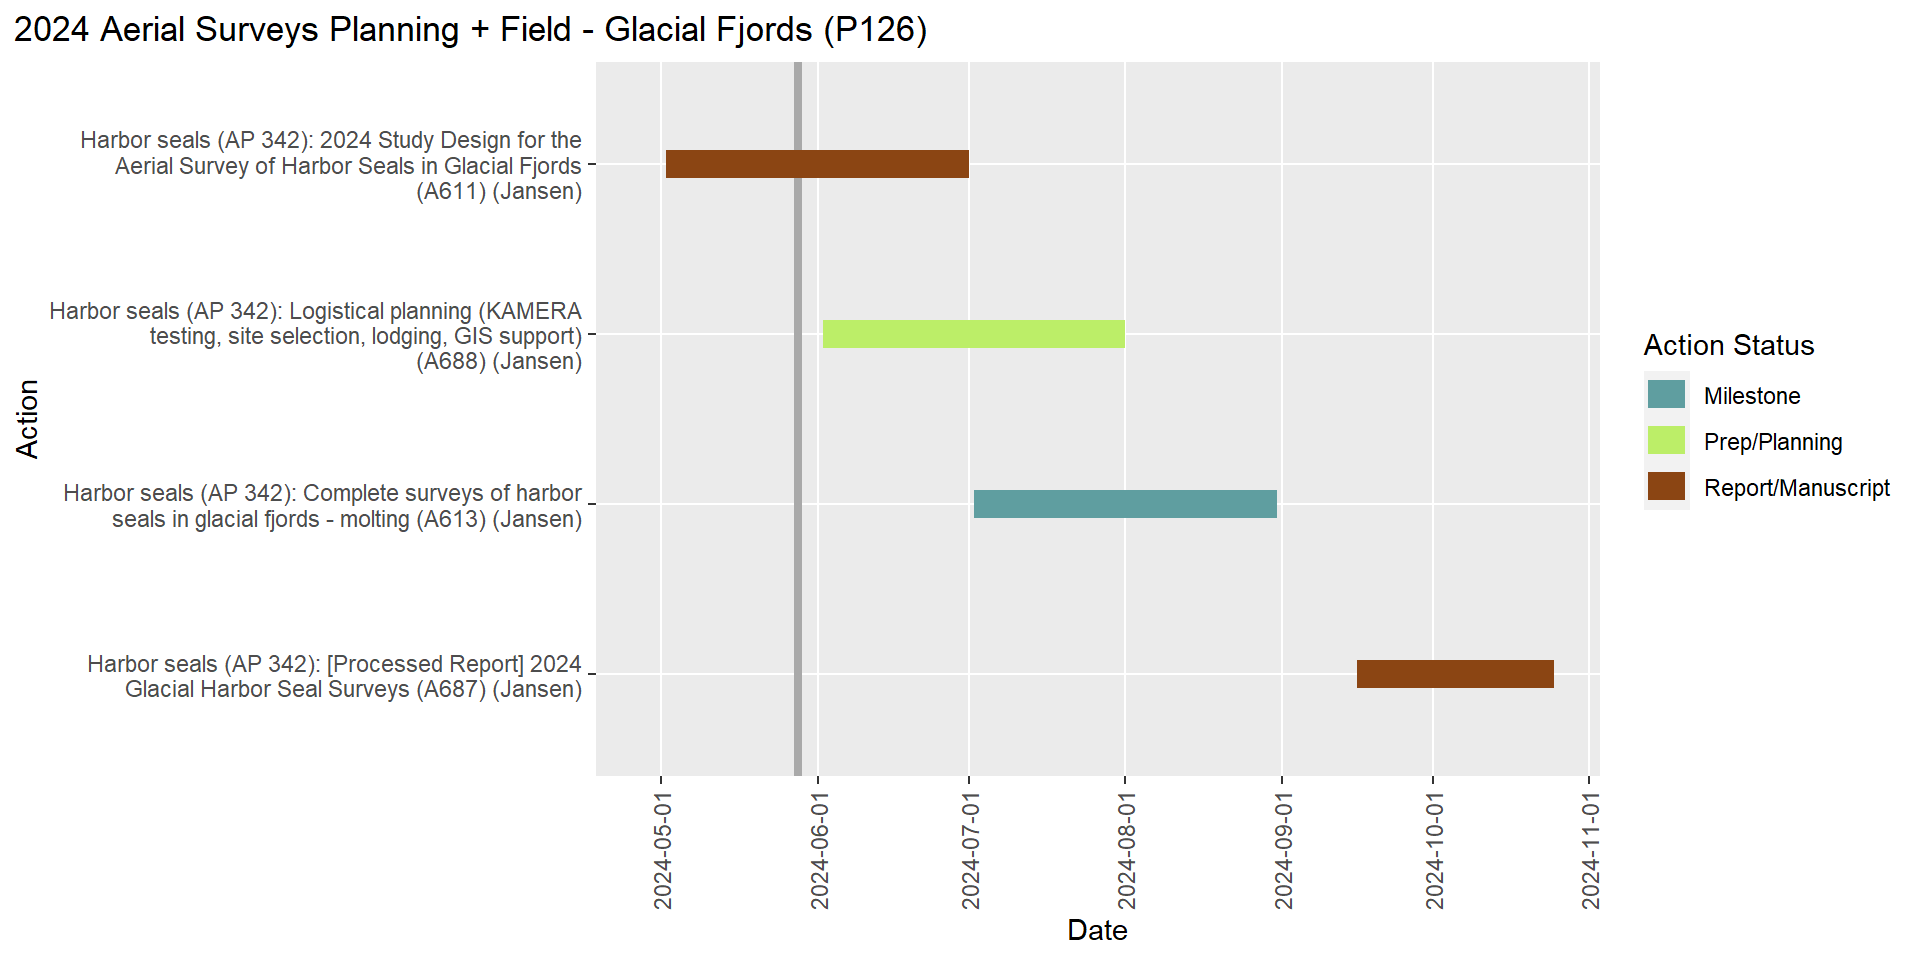 2024 Aerial Surveys Planning + Field - Glacial Fjords (P126)
Harbor seals (AP 342): 2024 Study Design for the
Aerial Survey of Harbor Seals in Glacial Fjords
(A611) (Jansen)
Harbor seals (AP 342): Logistical planning (KAMERA
testing, site selection, lodging, GIS support)
(A688) (Jansen)
Harbor seals (AP 342): Complete surveys of harbor
seals in glacial fjords - molting (A613) (Jansen)
Harbor seals (AP 342): [Processed Report] 2024
Glacial Harbor Seal Surveys (A687) (Jansen)
Action
2024-05-01
2024-06-01
2024-07-01
2024-08-01
2024-09-01
2024-10-01
2024-11-01
Date
Action Status
Milestone
Prep/Planning
Report/Manuscript